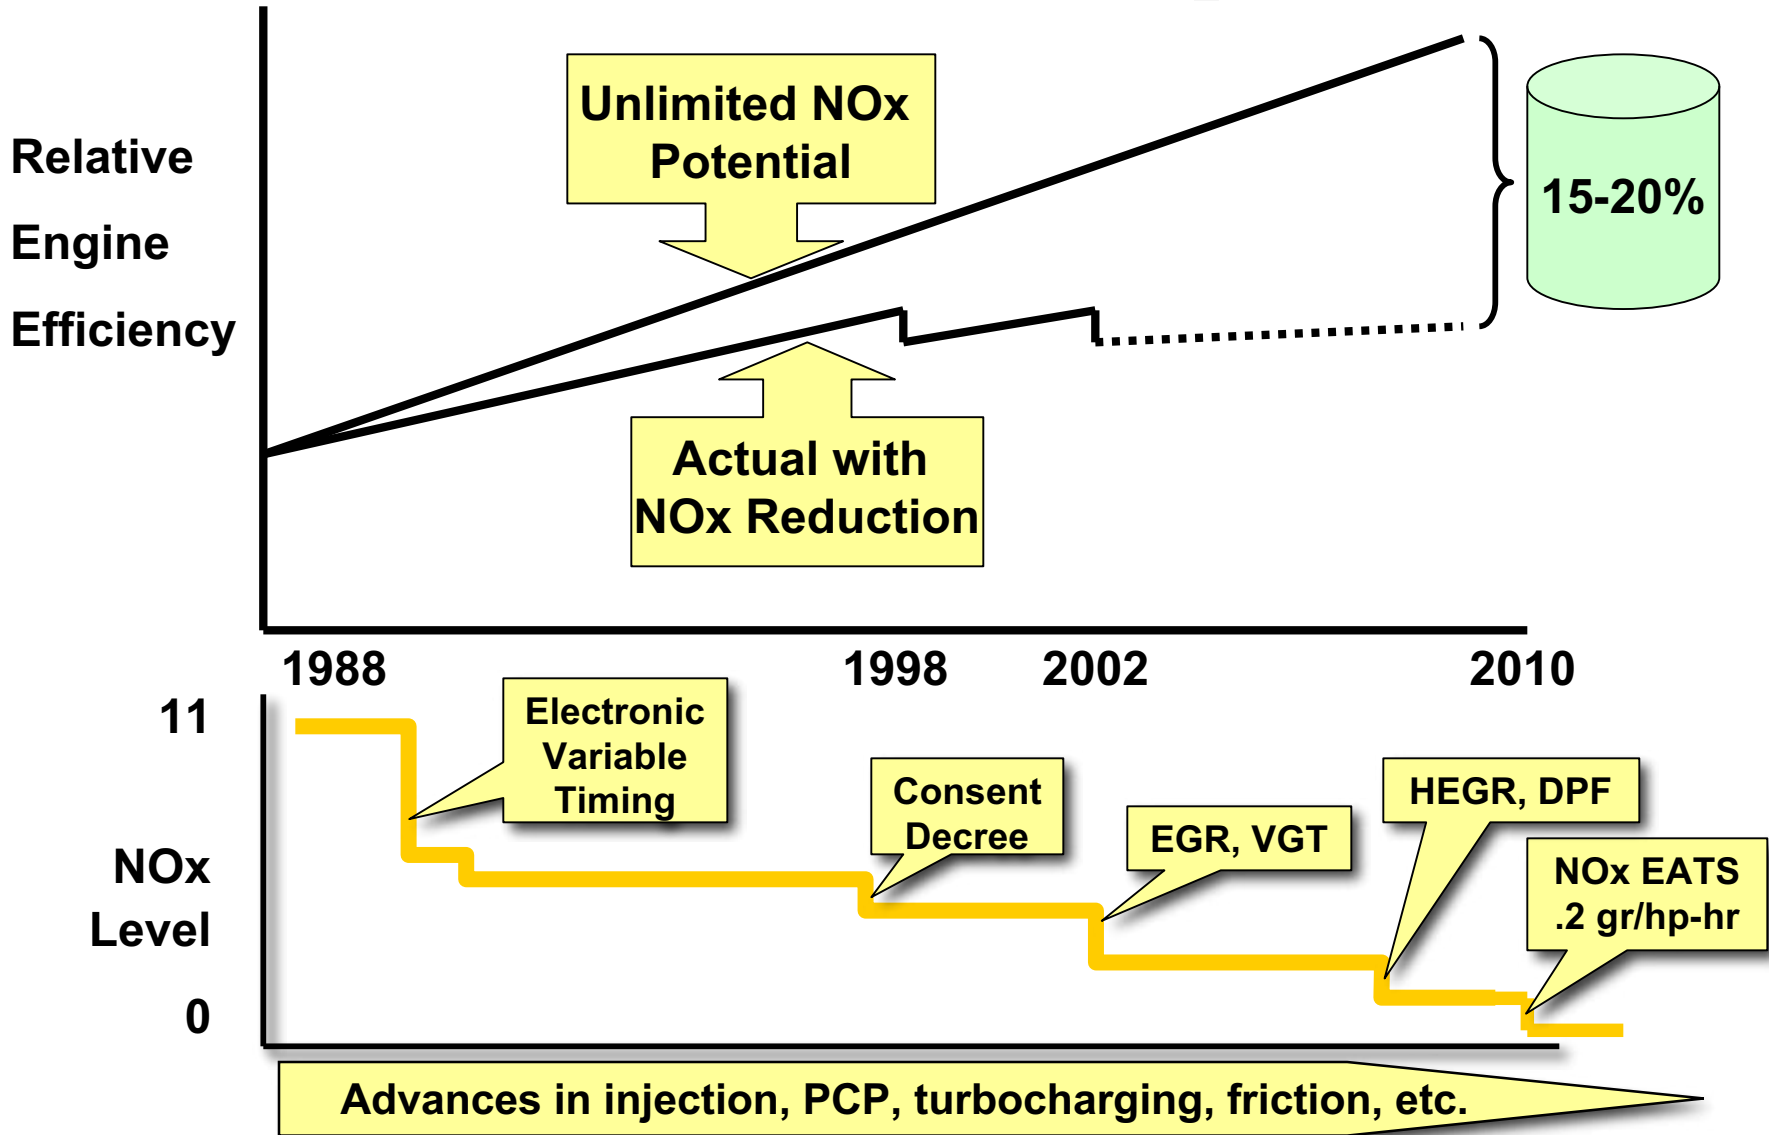 Unlimited NOx
Potential
Relative
Engine
Efficiency
15-20%
Actual with
NOx Reduction
1988
1998
2002
2010
11
NOx
Level
0
Electronic
Variable
Timing
Consent
Decree
EGR, VGT
HEGR, DPF
NOx EATS
.2 gr/hp-hr
Advances in injection, PCP, turbocharging, friction, etc.